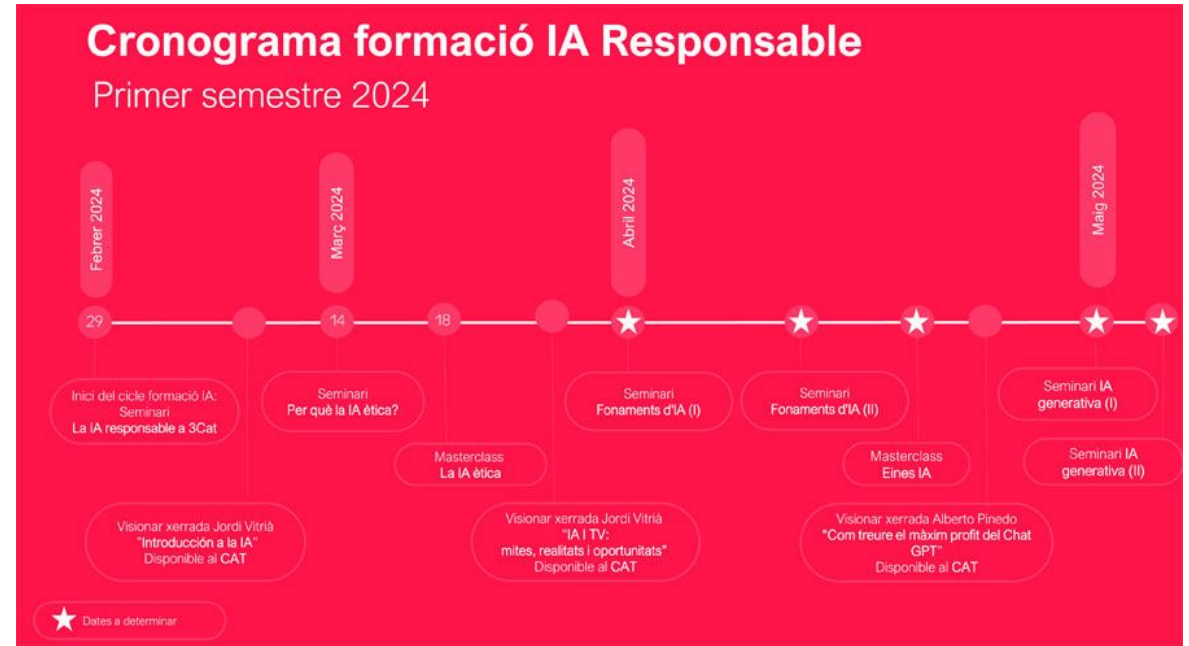 Cronograma formació IA Responsable
Primer semestre 2024
Febrer 2024
Març 2024
Abril 2024
Maig 2024
29
14
18
Inici del cicle formació IA:
Seminari
La IA responsable a 3Cat
Seminari
Per què la IA ètica?
Seminari
Fonaments d'IA (I)
Seminari
Fonaments d'IA (II)
Seminari IA
generativa (I)
Masterclass
La IA ètica
Masterclass
Eines IA
Seminari IA
generativa (II)
Visionar xerrada Jordi Vitrià
"Introducción a la IA"
Disponible al CAT
Visionar xerrada Jordi Vitrià
"IA I TV:
mites, realitats i oportunitats"
Disponible al CAT
Visionar xerrada Alberto Pinedo
"Com treure el màxim profit del Chat
GPT"
Disponible al CAT
Dates a determinar